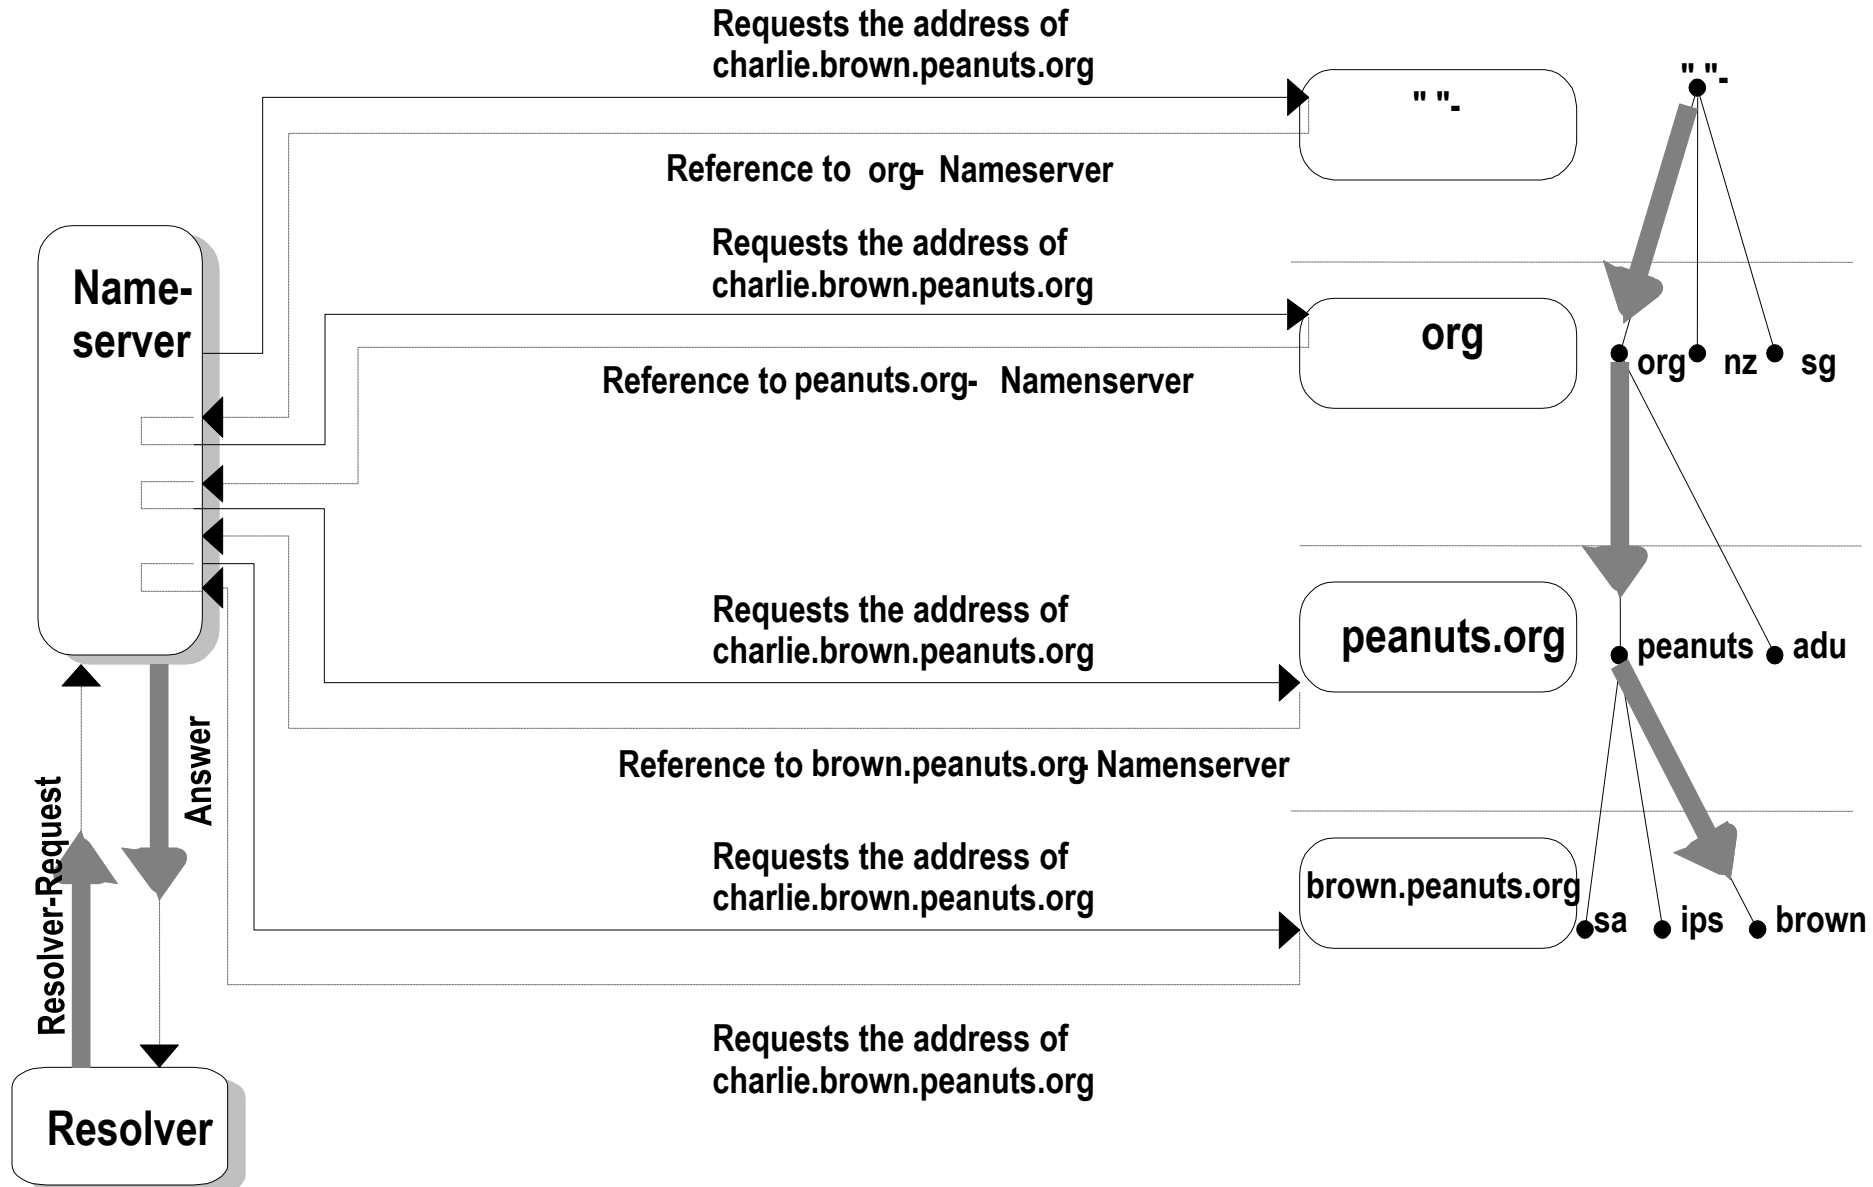 Requests the address of
charlie.brown.peanuts.org
" "-
" "-
Reference to org- Nameserver
Requests the address of
charlie.brown.peanuts.org
Name-
server
org
org nz sg
Reference to peanuts.org- Namenserver
Requests the address of
charlie.brown.peanuts.org
peanuts.org
peanuts adu
Answer
Resolver-Request
Reference to brown.peanuts.org- Namenserver
Requests the address of
charlie.brown.peanuts.org
brown.peanuts.org
sa ips brown
Requests the address of
charlie.brown.peanuts.org
Resolver